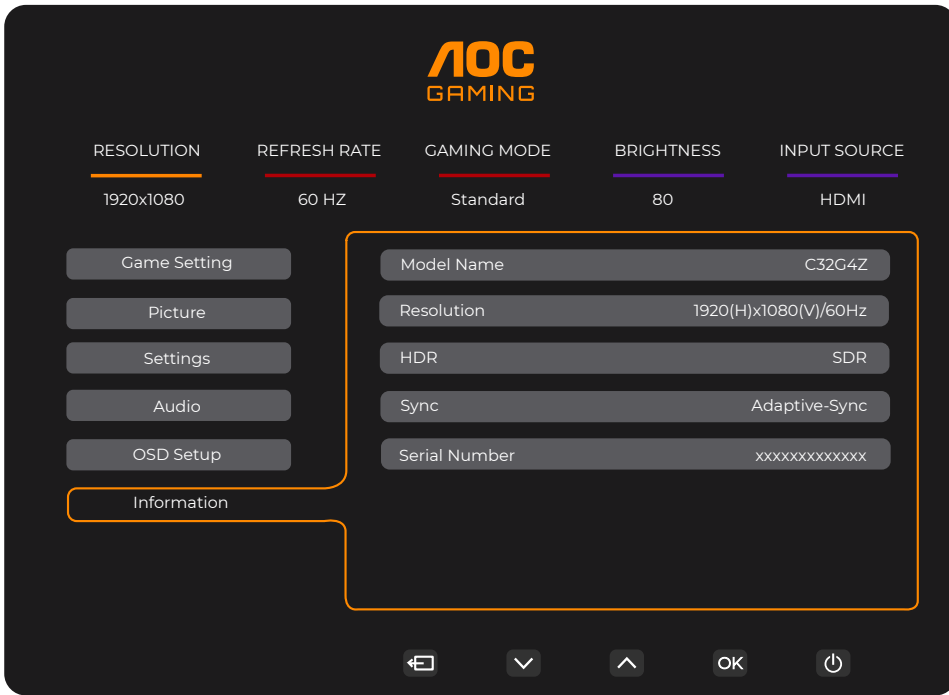 AOC
GAMING
RESOLUTION REFRESH RATE GAMING MODE BRIGHTNESS INPUT SOURCE
1920x1080 60 HZ Standard 80 HDMI
Game Setting
Model Name C32G4Z
Picture
Resolution 1920(H)x1080(V)/60Hz
Settings
HDR SDR
Audio
Sync Adaptive-Sync
OSD Setup
Serial Number xxxxxxxxxxxxx
Information
OK